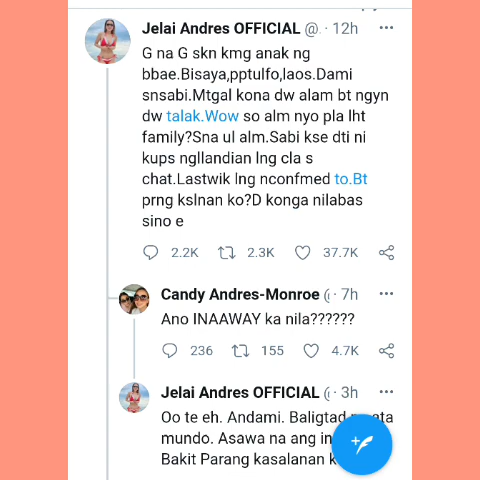 Jelai Andres OFFICIAL @. · 12h
G na G skn kmg anak ng
bbae.Bisaya,pptulfo,laos.Dami
snsabi.Mtgal kona dw alam bt ngyn
dw talak.Wow so alm nyo pla lht
family?Sna ul alm.Sabi kse dti ni
kups ngllandian lng cla s
chat.Lastwik lng nconfmed to.Bt
prng kslnan ko?D konga nilabas
sino e
2.2K 2.3K 37.7K
Candy Andres-Monroe (· 7h
Ano INAAWAY ka nila??????
236 155 4.7K
Jelai Andres OFFICIAL (· 3h
Oo te eh. Andami. Baligtad
mundo. Asawa na ang
Bakit Parang kasalanan